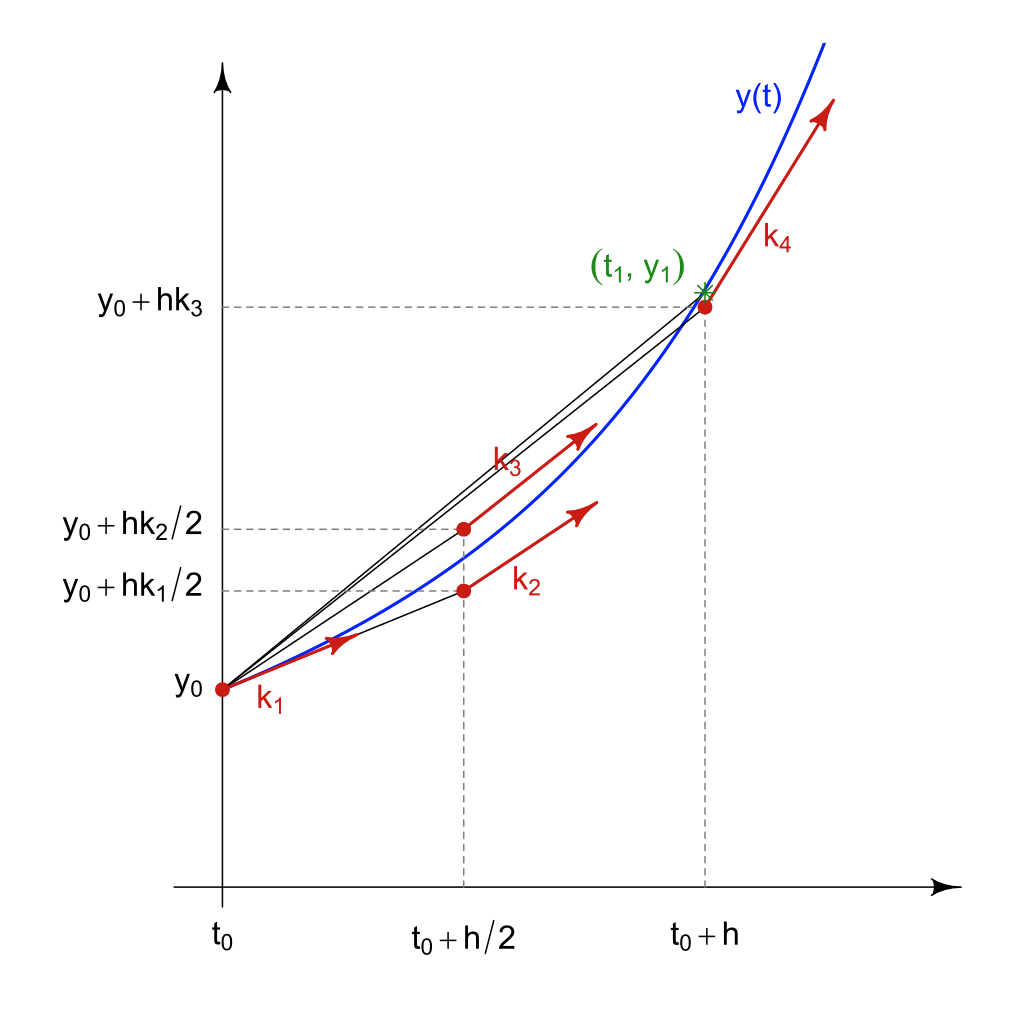 y(t)
k₄
(t₁, y₁)
y₀ + hk₃
k₃
y₀ + hk₂/2
y₀ + hk₁/2
k₂
y₀
k₁
t₀
t₀ + h/2
t₀ + h